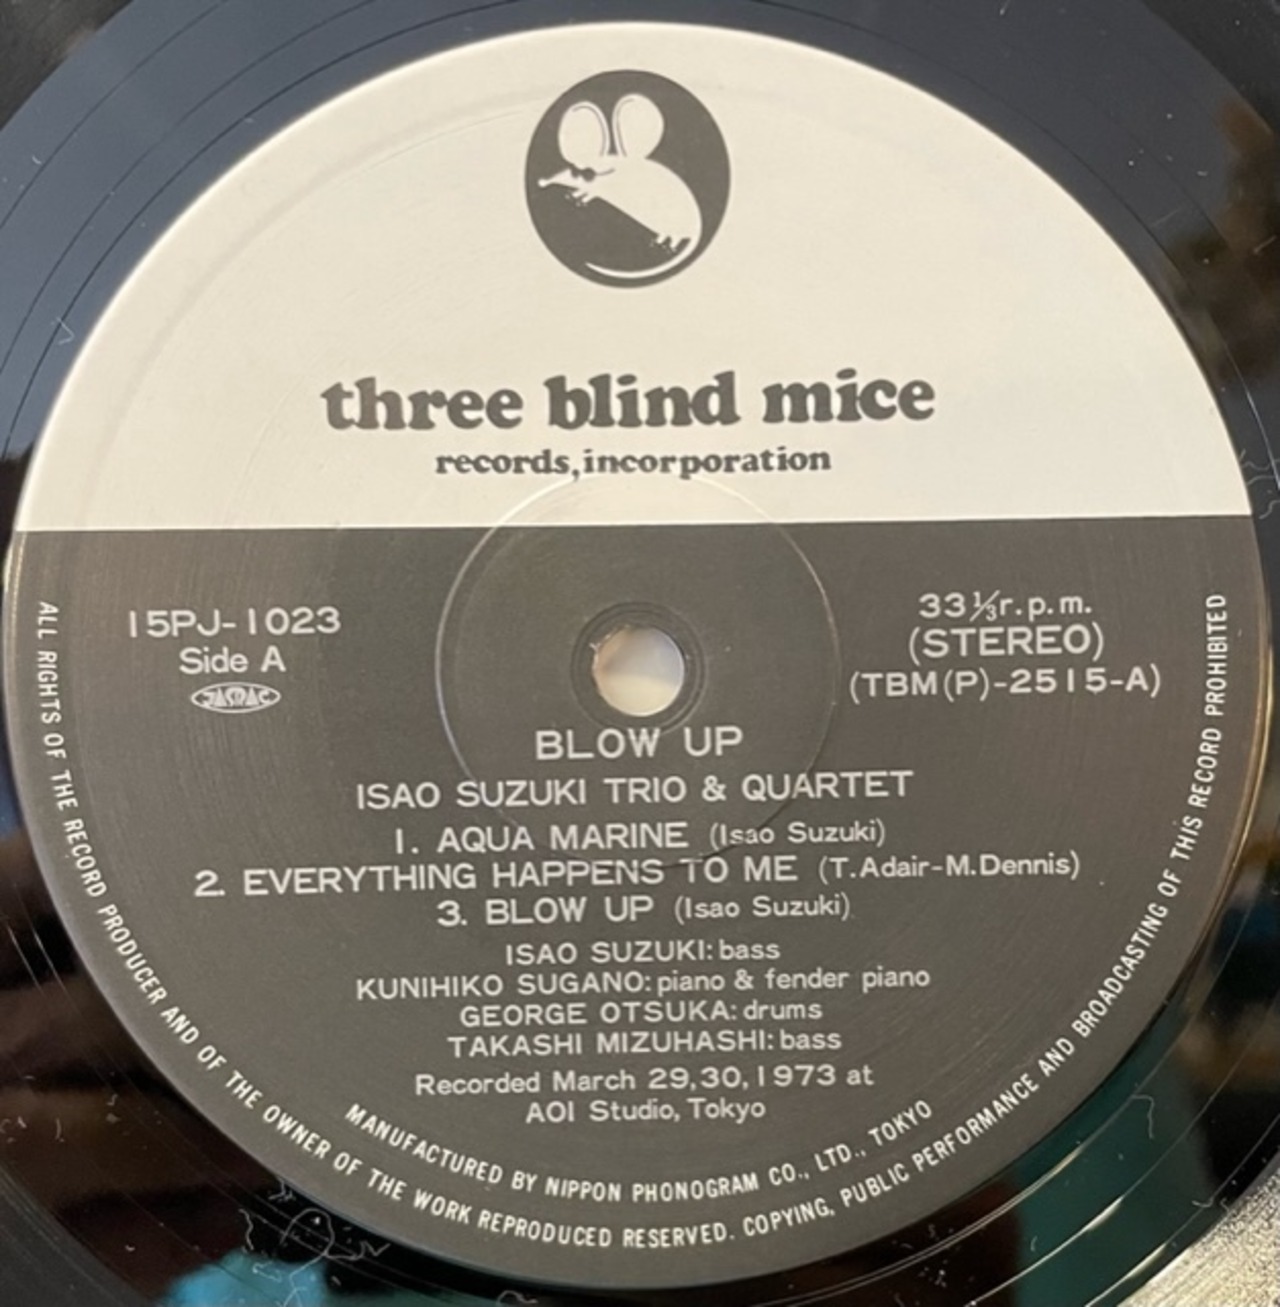 three blind mice
records, incorporation
15PJ-1023
Side A
JASRAC
33⅓ r.p.m.
(STEREO)
(TBM(P)-2515-A)
BLOW UP
ISAO SUZUKI TRIO & QUARTET
1. AQUA MARINE (Isao Suzuki)
2. EVERYTHING HAPPENS TO ME (T.Adair-M.Dennis)
3. BLOW UP (Isao Suzuki)
ISAO SUZUKI: bass
KUNIHIKO SUGANO: piano & fender piano
GEORGE OTSUKA: drums
TAKASHI MIZUHASHI: bass
Recorded March 29,30,1973 at
AOI Studio, Tokyo
MANUFACTURED BY NIPPON PHONOGRAM CO., LTD., TOKYO
ALL RIGHTS OF THE RECORD PRODUCER AND OF THE OWNER OF THE WORK REPRODUCED RESERVED. COPYING, PUBLIC PERFORMANCE AND BROADCASTING OF THIS RECORD PROHIBITED